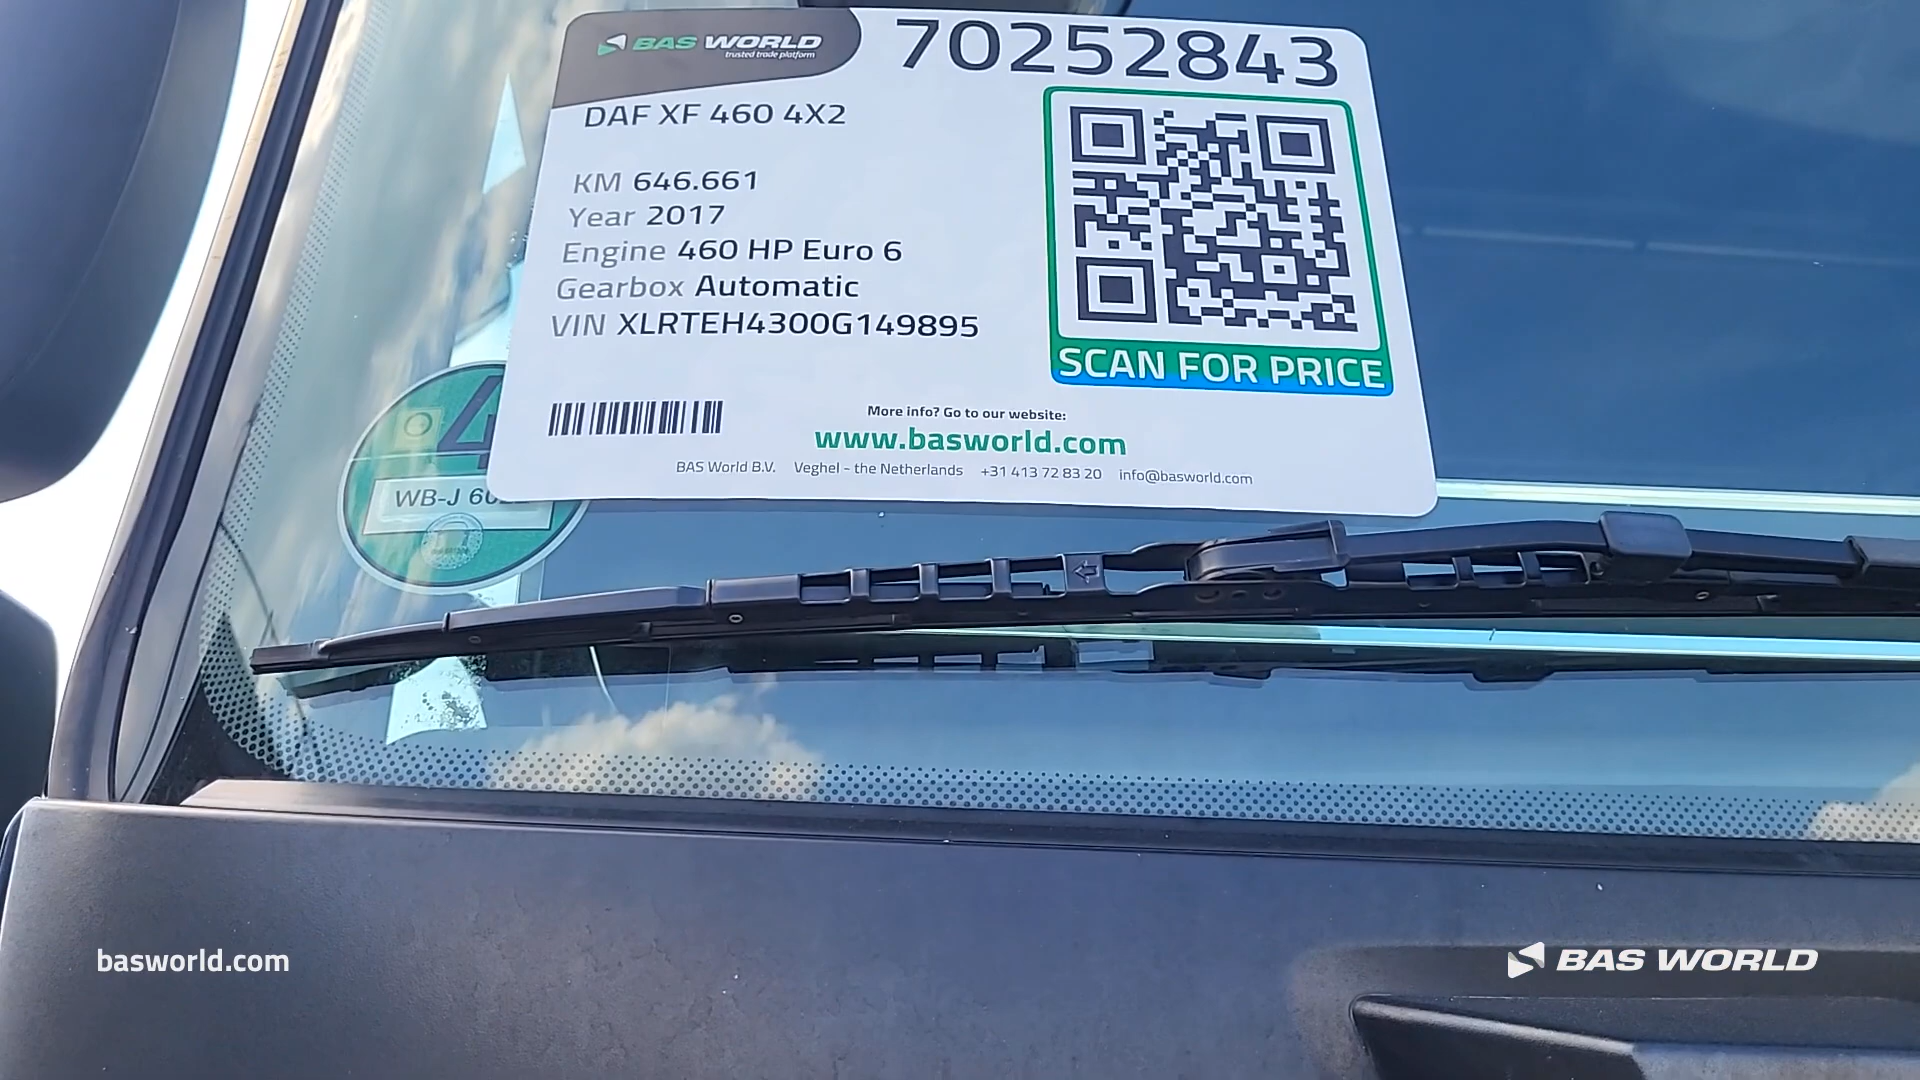 BAS WORLD
trusted trade platform
70252843
DAF XF 460 4X2
KM 646.661
Year 2017
Engine 460 HP Euro 6
Gearbox Automatic
VIN XLRTEH4300G149895
SCAN FOR PRICE
More info? Go to our website:
www.basworld.com
BAS World B.V. Veghel - the Netherlands +31 413 72 83 20 info@basworld.com
4
WB-J
basworld.com
BAS WORLD